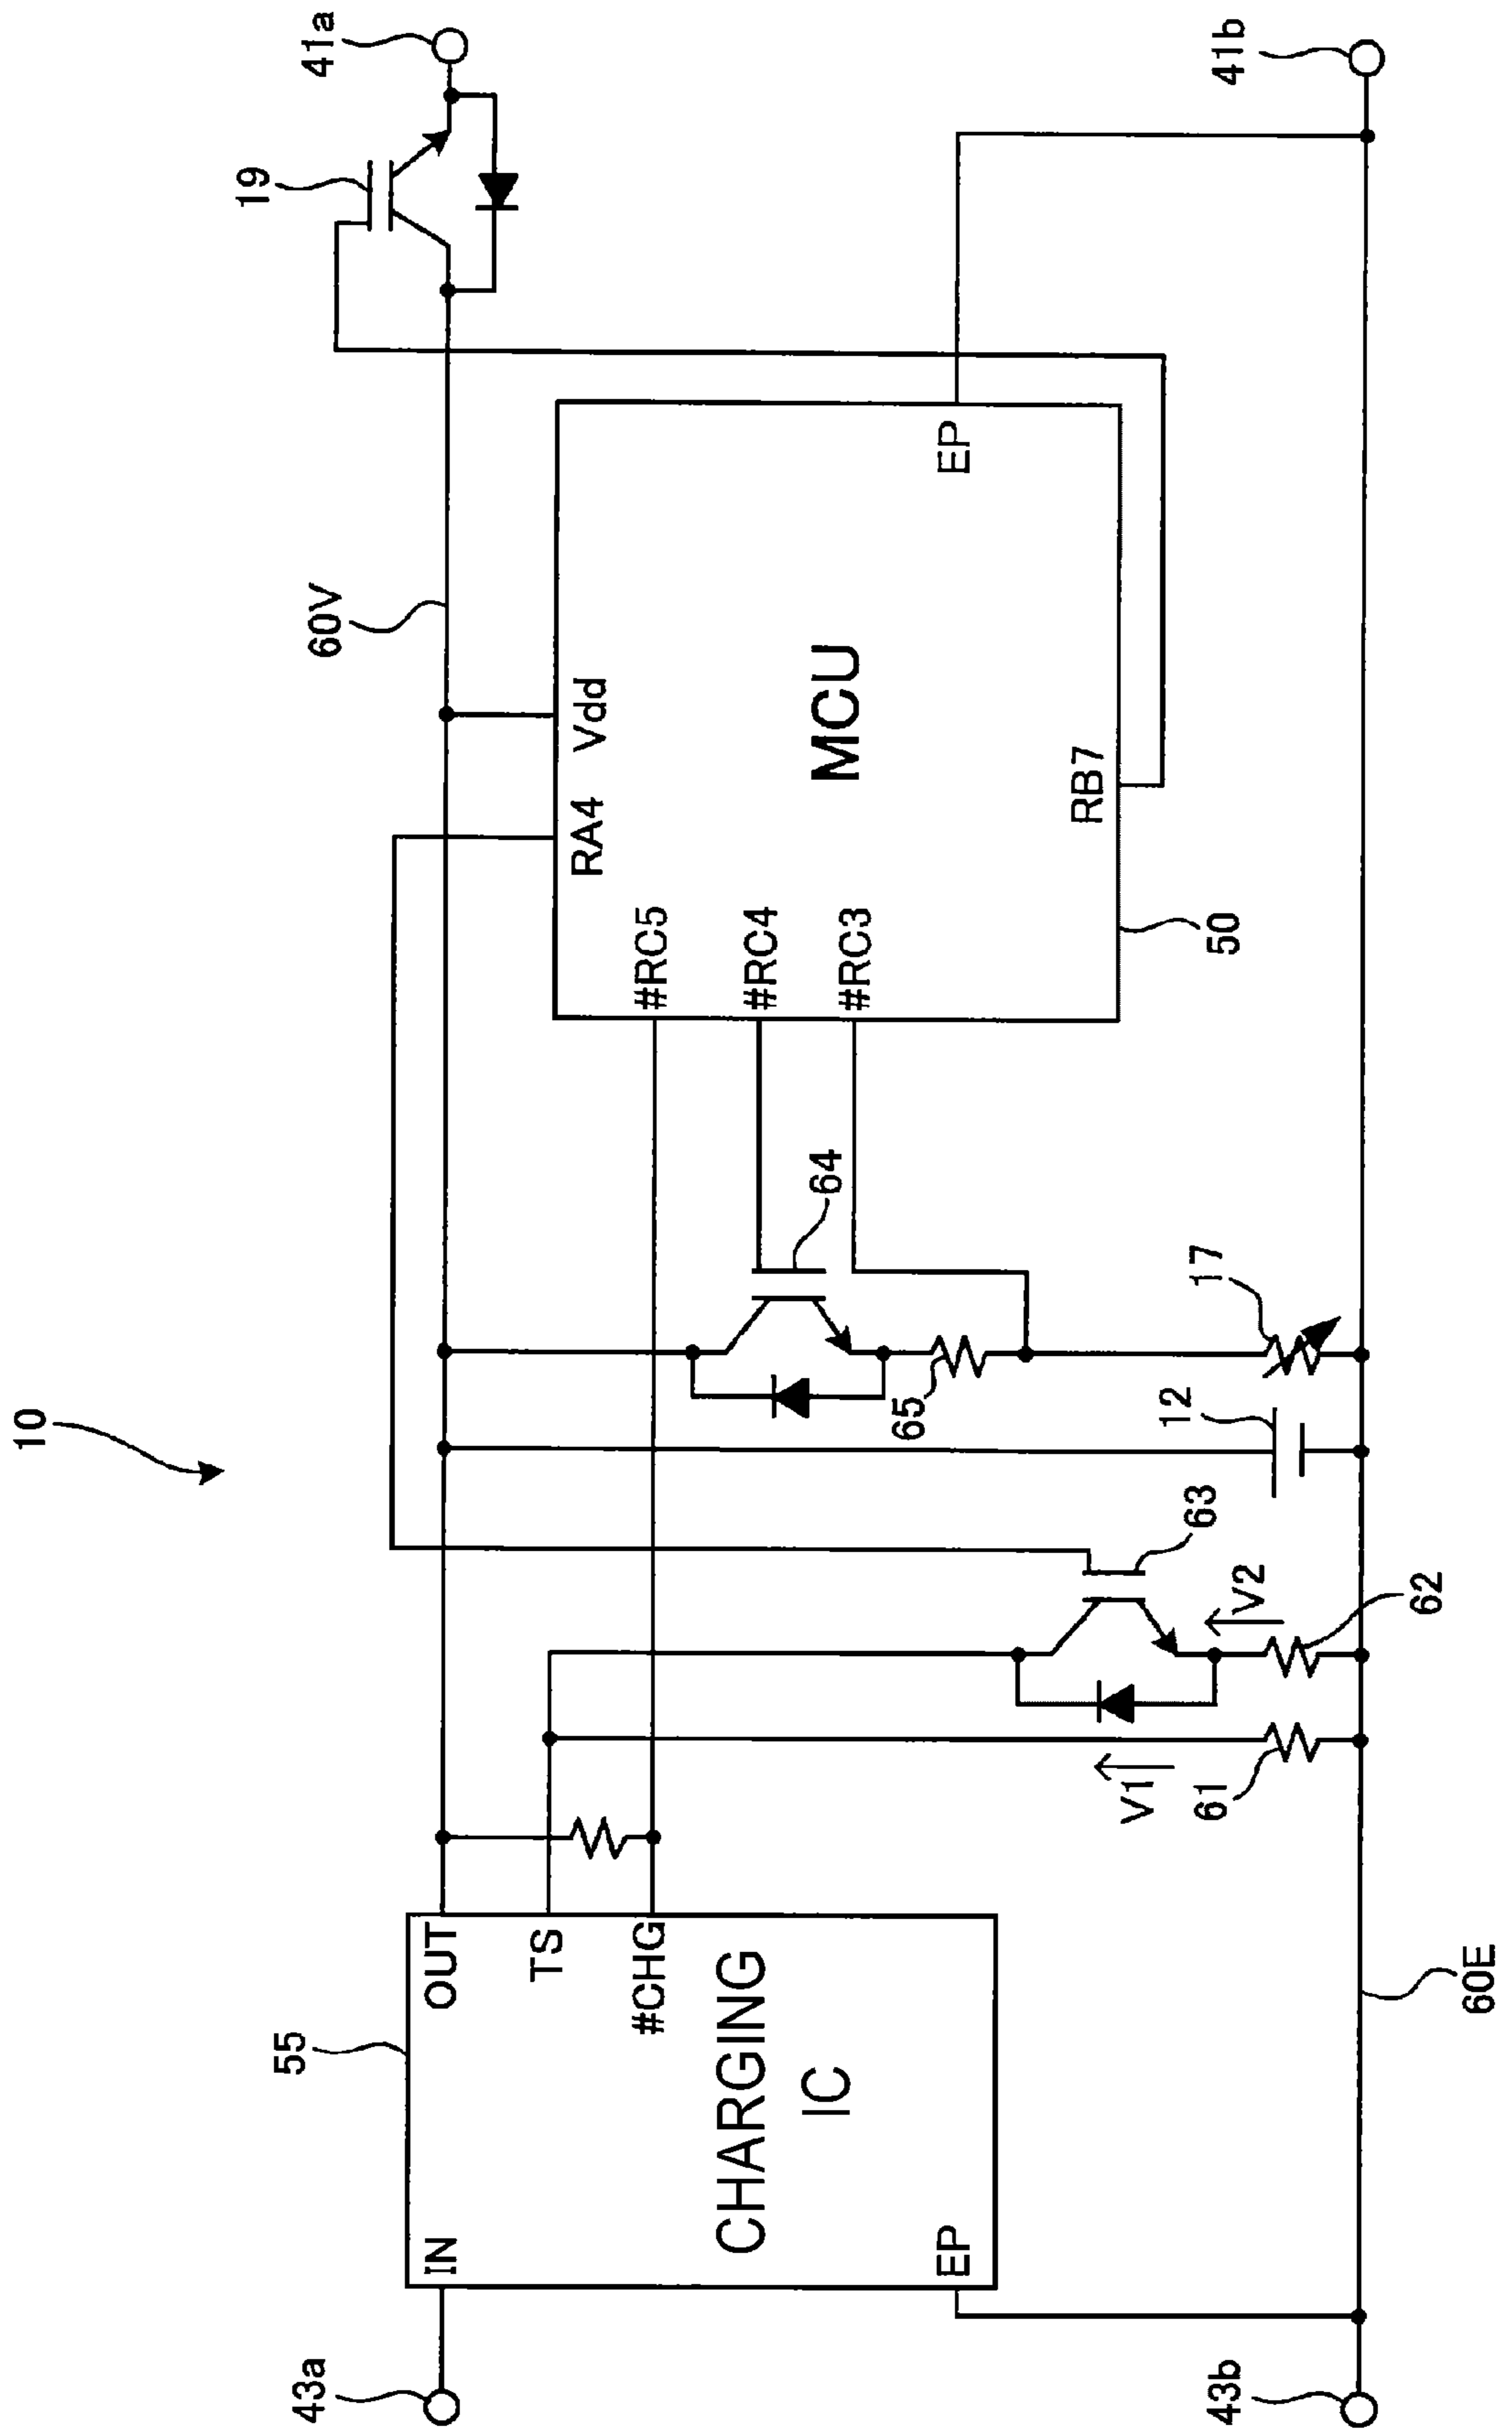 10
55
IN
OUT
TS
#CHG
CHARGING
IC
EP
43a
43b
60E
V1
61
V2
62
63
12
17
65
64
#RC5
#RC4
#RC3
RA4
Vdd
MCU
RB7
EP
50
60V
19
41a
41b